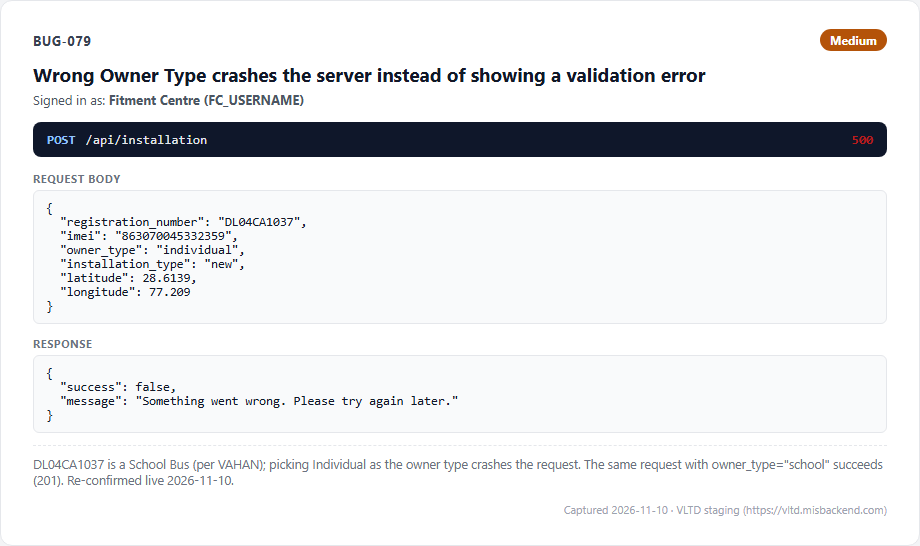 BUG-079
Medium
Wrong Owner Type crashes the server instead of showing a validation error
Signed in as: Fitment Centre (FC_USERNAME)
POST /api/installation 500
REQUEST BODY
{
  "registration_number": "DL04CA1037",
  "imei": "863070045332359",
  "owner_type": "individual",
  "installation_type": "new",
  "latitude": 28.6139,
  "longitude": 77.209
}
RESPONSE
{
  "success": false,
  "message": "Something went wrong. Please try again later."
}
DL04CA1037 is a School Bus (per VAHAN); picking Individual as the owner type crashes the request. The same request with owner_type="school" succeeds
(201). Re-confirmed live 2026-11-10.
Captured 2026-11-10 · VLTD staging (https://vltd.misbackend.com)